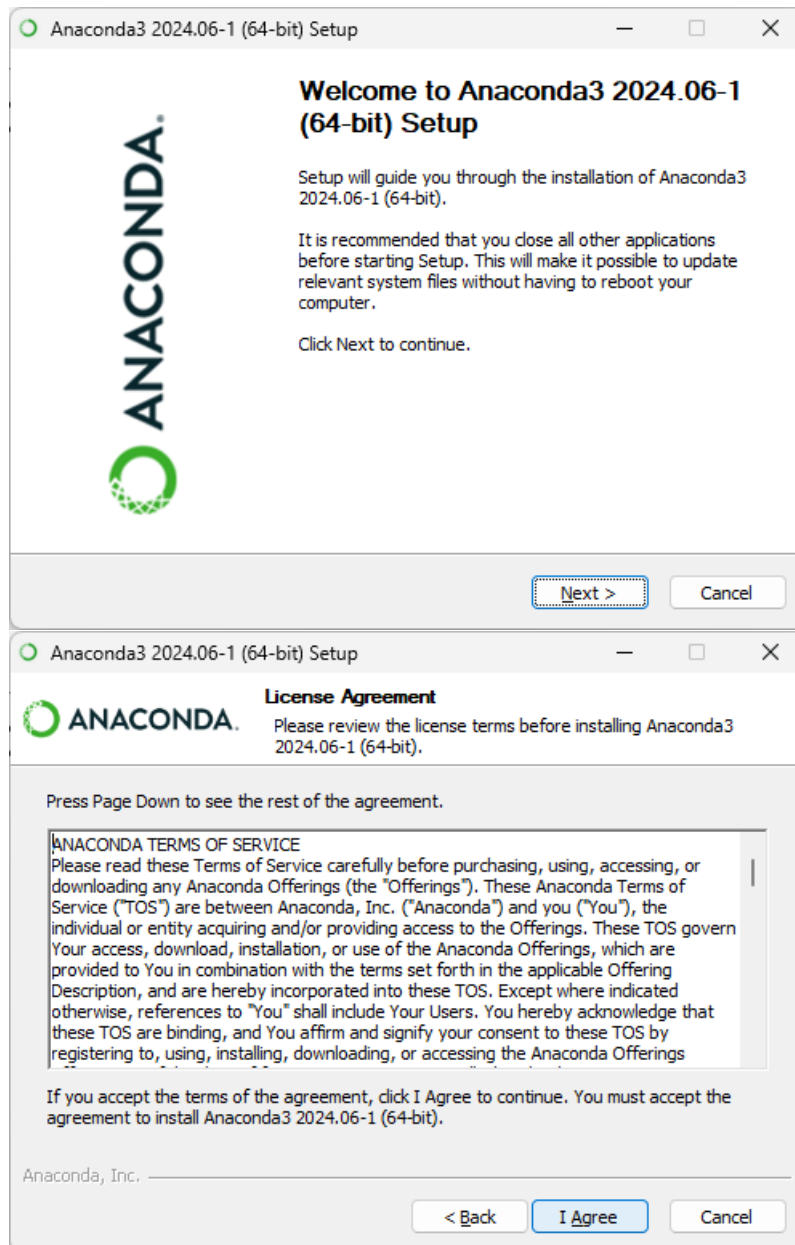 Anaconda3 2024.06-1 (64-bit) Setup
ANACONDA.
Welcome to Anaconda3 2024.06-1
(64-bit) Setup
Setup will guide you through the installation of Anaconda3
2024.06-1 (64-bit).
It is recommended that you close all other applications
before starting Setup. This will make it possible to update
relevant system files without having to reboot your
computer.
Click Next to continue.
Next >
Cancel
Anaconda3 2024.06-1 (64-bit) Setup
ANACONDA.
License Agreement
Please review the license terms before installing Anaconda3
2024.06-1 (64-bit).
Press Page Down to see the rest of the agreement.
ANACONDA TERMS OF SERVICE
Please read these Terms of Service carefully before purchasing, using, accessing, or
downloading any Anaconda Offerings (the "Offerings"). These Anaconda Terms of
Service ("TOS") are between Anaconda, Inc. ("Anaconda") and you ("You"), the
individual or entity acquiring and/or providing access to the Offerings. These TOS govern
Your access, download, installation, or use of the Anaconda Offerings, which are
provided to You in combination with the terms set forth in the applicable Offering
Description, and are hereby incorporated into these TOS. Except where indicated
otherwise, references to "You" shall include Your Users. You hereby acknowledge that
these TOS are binding, and You affirm and signify your consent to these TOS by
registering to, using, installing, downloading, or accessing the Anaconda Offerings
If you accept the terms of the agreement, click I Agree to continue. You must accept the
agreement to install Anaconda3 2024.06-1 (64-bit).
Anaconda, Inc.
< Back
I Agree
Cancel